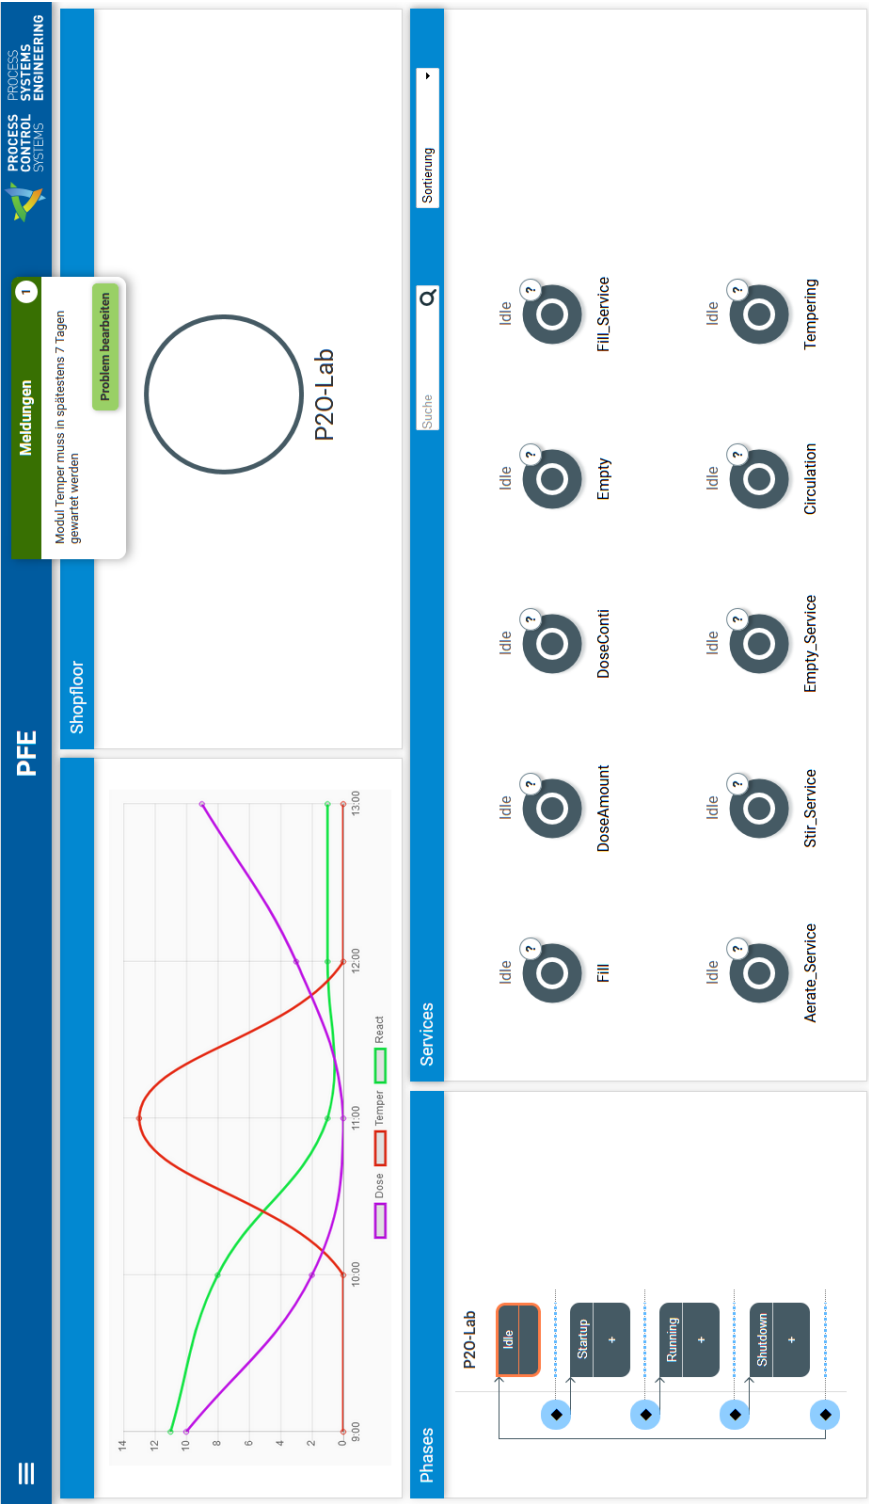 PFE
PROCESS
CONTROL
SYSTEMS
PROCESS
SYSTEMS
ENGINEERING
Meldungen
1
Modul Temper muss in spätestens 7 Tagen
gewartet werden
Problem bearbeiten
14
12
10
8
6
4
2
0
9:00
10:00
11:00
12:00
13:00
Dose
Temper
React
Shopfloor
P2O-Lab
Phases
P2O-Lab
Idle
Startup
+
Running
+
Shutdown
+
Services
Suche
Sortierung
Idle
?
Fill
Idle
?
DoseAmount
Idle
?
DoseConti
Idle
?
Empty
Idle
?
Fill_Service
Idle
?
Aerate_Service
Idle
?
Stir_Service
Idle
?
Empty_Service
Idle
?
Circulation
Idle
?
Tempering